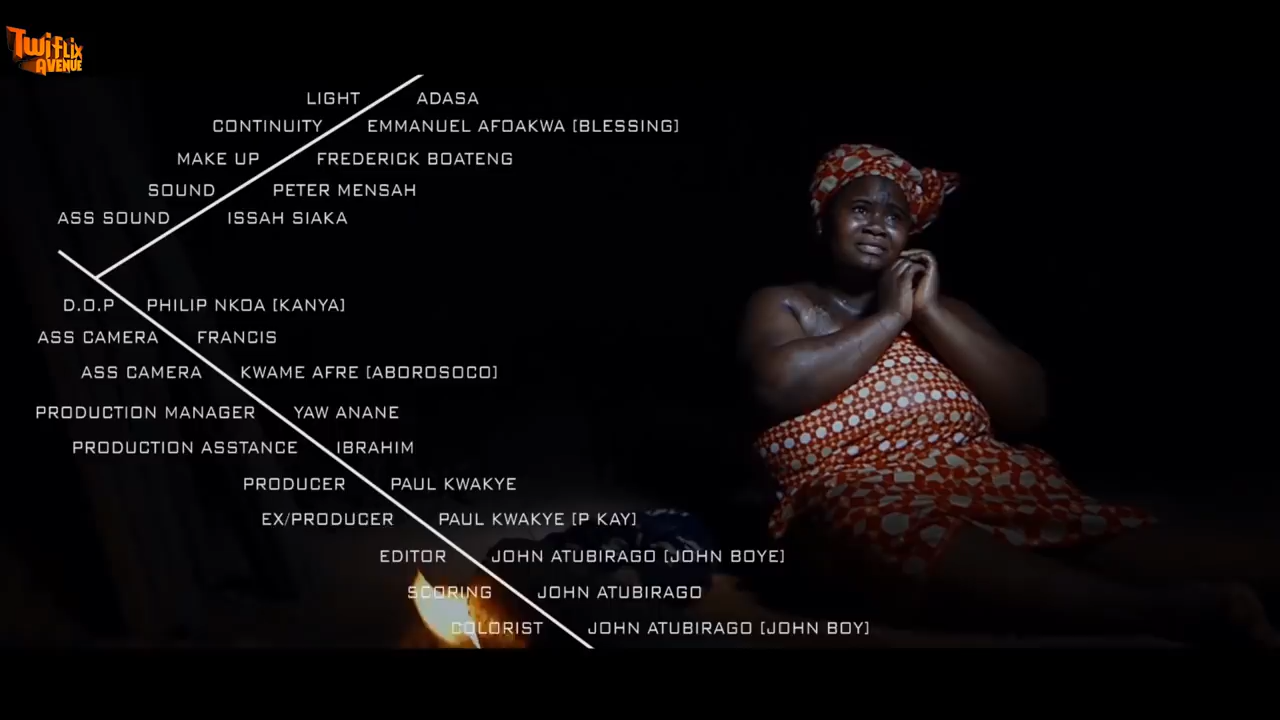 TWIFLIX
AVENUE
LIGHT ADASA
CONTINUITY EMMANUEL AFOAKWA [BLESSING]
MAKE UP FREDERICK BOATENG
SOUND PETER MENSAH
ASS SOUND ISSAH SIAKA
D.O.P PHILIP NKOA [KANYA]
ASS CAMERA FRANCIS
ASS CAMERA KWAME AFRE [ABOROSOCO]
PRODUCTION MANAGER YAW ANANE
PRODUCTION ASSTANCE IBRAHIM
PRODUCER PAUL KWAKYE
EX/PRODUCER PAUL KWAKYE [P KAY]
EDITOR JOHN ATUBIRAGO [JOHN BOYE]
SCORING JOHN ATUBIRAGO
COLORIST JOHN ATUBIRAGO [JOHN BOY]